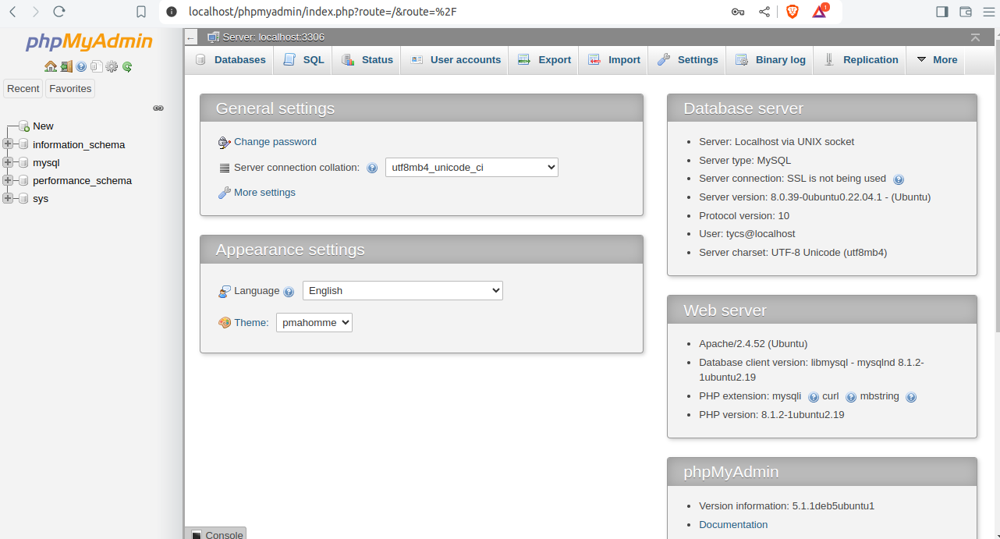 localhost/phpmyadmin/index.php?route=/&route=%2F
1
phpMyAdmin
Recent Favorites
New
information_schema
mysql
performance_schema
sys
Server: localhost:3306
Databases SQL Status User accounts Export Import Settings Binary log Replication More
General settings
Change password
Server connection collation: utf8mb4_unicode_ci
More settings
Appearance settings
Language English
Theme: pmahomme
Database server
Server: Localhost via UNIX socket
Server type: MySQL
Server connection: SSL is not being used
Server version: 8.0.39-0ubuntu0.22.04.1 - (Ubuntu)
Protocol version: 10
User: tycs@localhost
Server charset: UTF-8 Unicode (utf8mb4)
Web server
Apache/2.4.52 (Ubuntu)
Database client version: libmysql - mysqlnd 8.1.2-
1ubuntu2.19
PHP extension: mysqli curl mbstring
PHP version: 8.1.2-1ubuntu2.19
phpMyAdmin
Version information: 5.1.1deb5ubuntu1
Documentation
Console